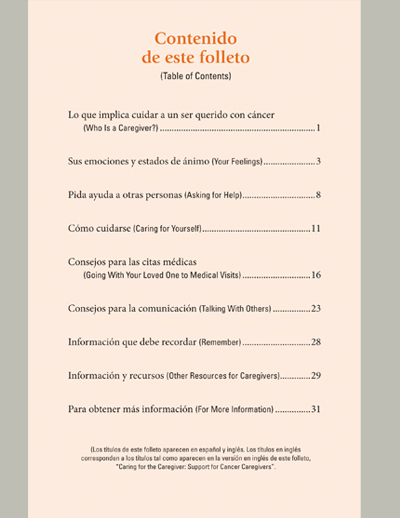 Contenido
de este folleto
(Table of Contents)
Lo que implica cuidar a un ser querido con cáncer
(Who Is a Caregiver?) ............................................................. 1
Sus emociones y estados de ánimo (Your Feelings) .................... 3
Pida ayuda a otras personas (Asking for Help) ............................ 8
Cómo cuidarse (Caring for Yourself) .......................................... 11
Consejos para las citas médicas
(Going With Your Loved One to Medical Visits) ........................... 16
Consejos para la comunicación (Talking With Others) ............... 23
Información que debe recordar (Remember) ........................... 28
Información y recursos (Other Resources for Caregivers) ............ 29
Para obtener más información (For More Information) .............. 31
(Los títulos de este folleto aparecen en español y inglés. Los títulos en inglés
corresponden a los títulos tal como aparecen en la versión en inglés de este folleto,
“Caring for the Caregiver: Support for Cancer Caregivers”.